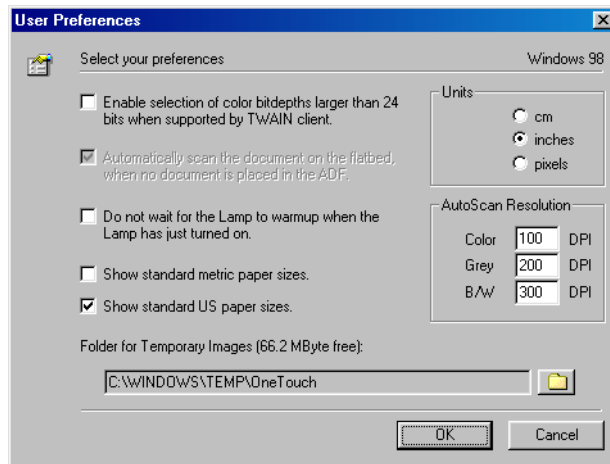 User Preferences
Select your preferences
Windows 98
Enable selection of color bitdepths larger than 24
bits when supported by TWAIN client.
Automatically scan the document on the flatbed,
when no document is placed in the ADF.
Do not wait for the Lamp to warmup when the
Lamp has just turned on.
Show standard metric paper sizes.
Show standard US paper sizes.
Units
cm
inches
pixels
AutoScan Resolution
Color 100 DPI
Grey 200 DPI
B/W 300 DPI
Folder for Temporary Images (66.2 MByte free):
C:\WINDOWS\TEMP\OneTouch
OK
Cancel